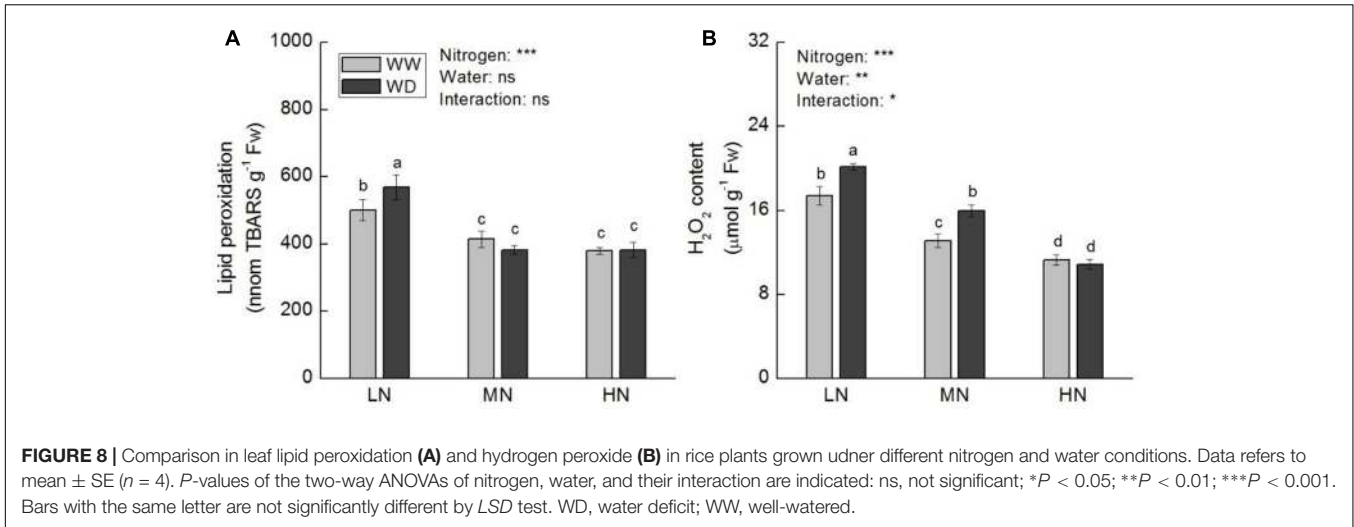 A
1000
800
600
400
200
0
Lipid peroxidation
(nnom TBARS g⁻¹ Fw)
WW
WD
Nitrogen: ***
Water: ns
Interaction: ns
b
a
c
c
c
c
LN
MN
HN
B
32
24
16
8
0
H₂O₂ content
(μmol g⁻¹ Fw)
Nitrogen: ***
Water: **
Interaction: *
b
a
c
b
d
d
LN
MN
HN
FIGURE 8 | Comparison in leaf lipid peroxidation (A) and hydrogen peroxide (B) in rice plants grown udner different nitrogen and water conditions. Data refers to
mean ± SE (n = 4). P-values of the two-way ANOVAs of nitrogen, water, and their interaction are indicated: ns, not significant; *P < 0.05; **P < 0.01; ***P < 0.001.
Bars with the same letter are not significantly different by LSD test. WD, water deficit; WW, well-watered.